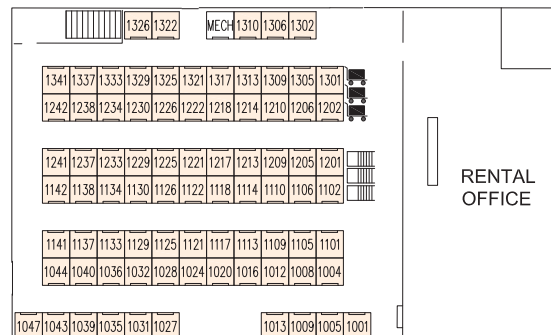 1326 1322 MECH 1310 1306 1302
1341 1337 1333 1329 1325 1321 1317 1313 1309 1305 1301
1242 1238 1234 1230 1226 1222 1218 1214 1210 1206 1202
1241 1237 1233 1229 1225 1221 1217 1213 1209 1205 1201
1142 1138 1134 1130 1126 1122 1118 1114 1110 1106 1102
RENTAL
OFFICE
1141 1137 1133 1129 1125 1121 1117 1113 1109 1105 1101
1044 1040 1036 1032 1028 1024 1020 1016 1012 1008 1004
1047 1043 1039 1035 1031 1027 1013 1009 1005 1001